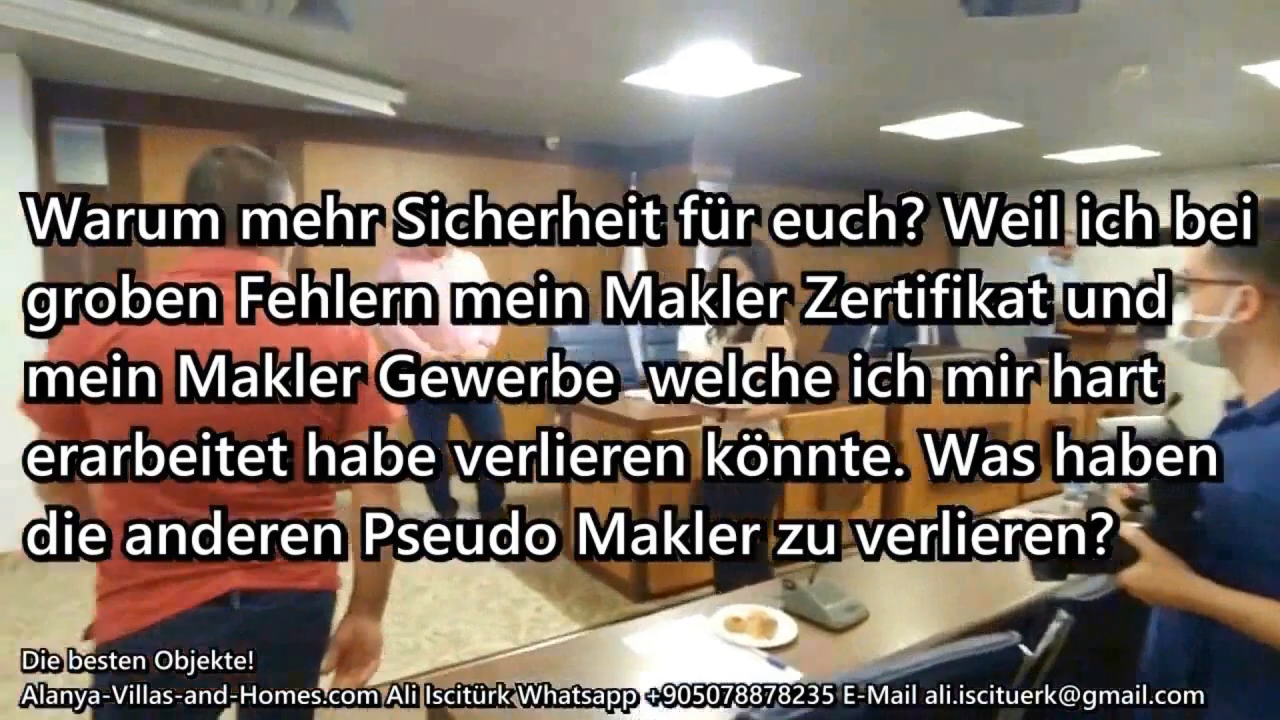 Warum mehr Sicherheit für euch? Weil ich bei
groben Fehlern mein Makler Zertifikat und
mein Makler Gewerbe  welche ich mir hart
erarbeitet habe verlieren könnte. Was haben
die anderen Pseudo Makler zu verlieren?
Die besten Objekte!
Alanya-Villas-and-Homes.com Ali Iscitürk Whatsapp +905078878235 E-Mail ali.iscituerk@gmail.com